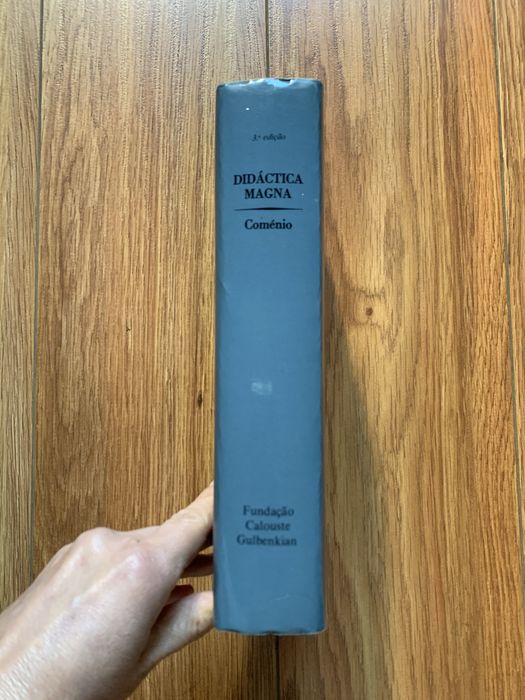 3.ª edição
DIDÁCTICA
MAGNA
Coménio
Fundação
Calouste
Gulbenkian